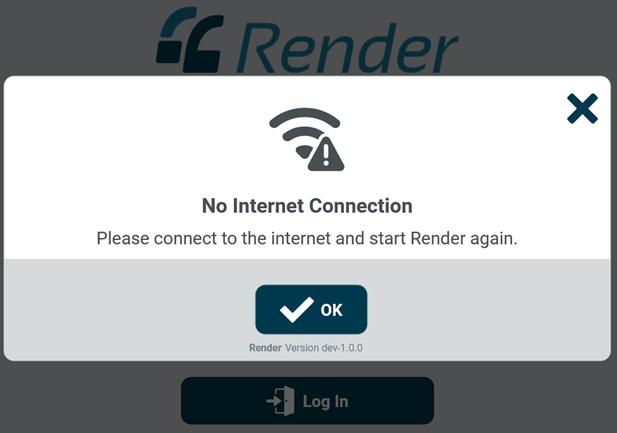 Render
No Internet Connection
Please connect to the internet and start Render again.
OK
Render Version dev-1.0.0
Log In